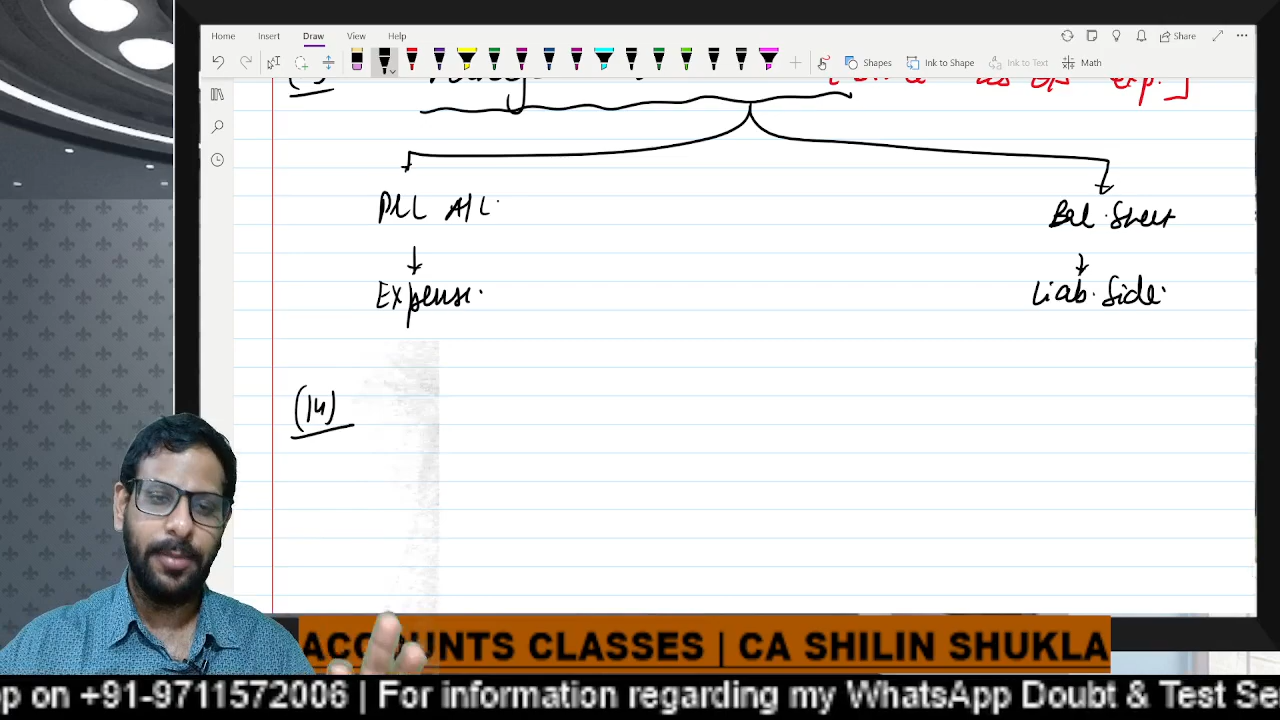 Home Insert Draw View Help
Share
Shapes Ink to Shape Ink to Text Math
exp.]
P&L A/c.
Bal. Sheet
Expense.
Liab. Side.
(14)
ACCOUNTS CLASSES | CA SHILIN SHUKLA
p on +91-9711572006 | For information regarding my WhatsApp Doubt & Test Se